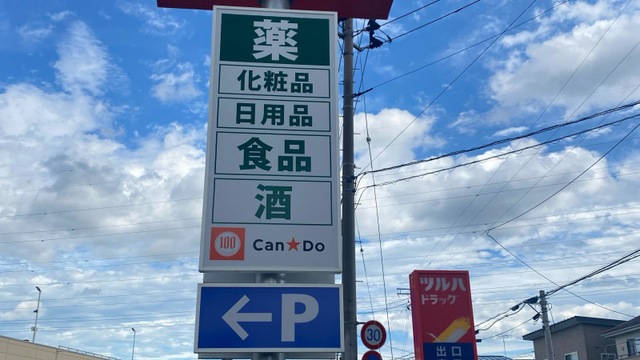 薬
化粧品
日用品
食品
酒
100 Can★Do
←P
30
ツルハ
ドラッグ
出口